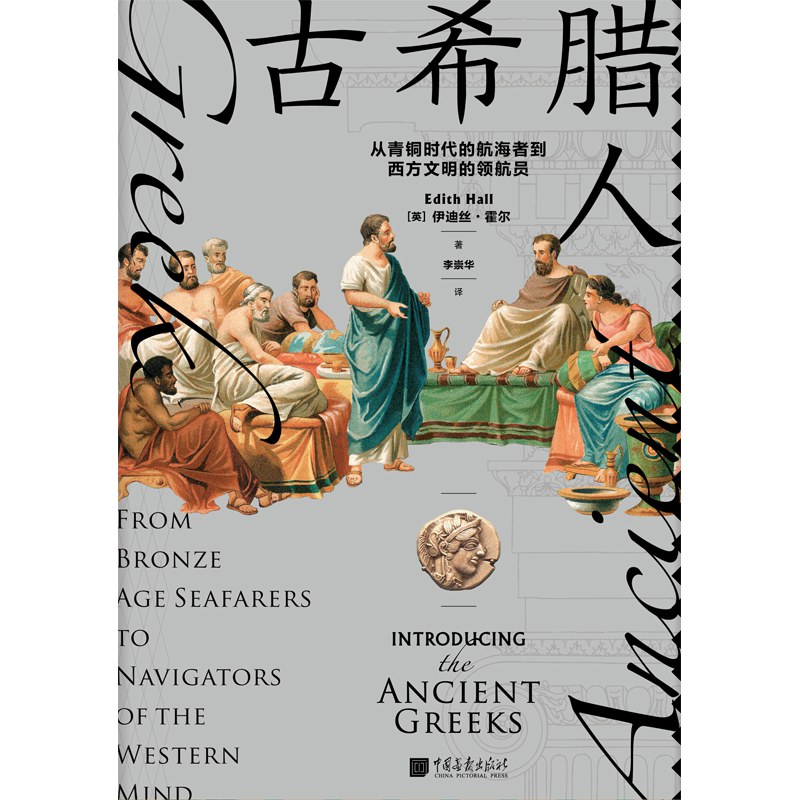 古希腊
人
Greek
Ancient
从青铜时代的航海者到
西方文明的领航员
Edith Hall
[英] 伊迪丝·霍尔
著
李崇华
译
FROM
BRONZE
AGE SEAFARERS
TO
NAVIGATORS
OF THE
WESTERN
MIND
INTRODUCING
the
ANCIENT
GREEKS
中国画报出版社
CHINA PICTORIAL PRESS